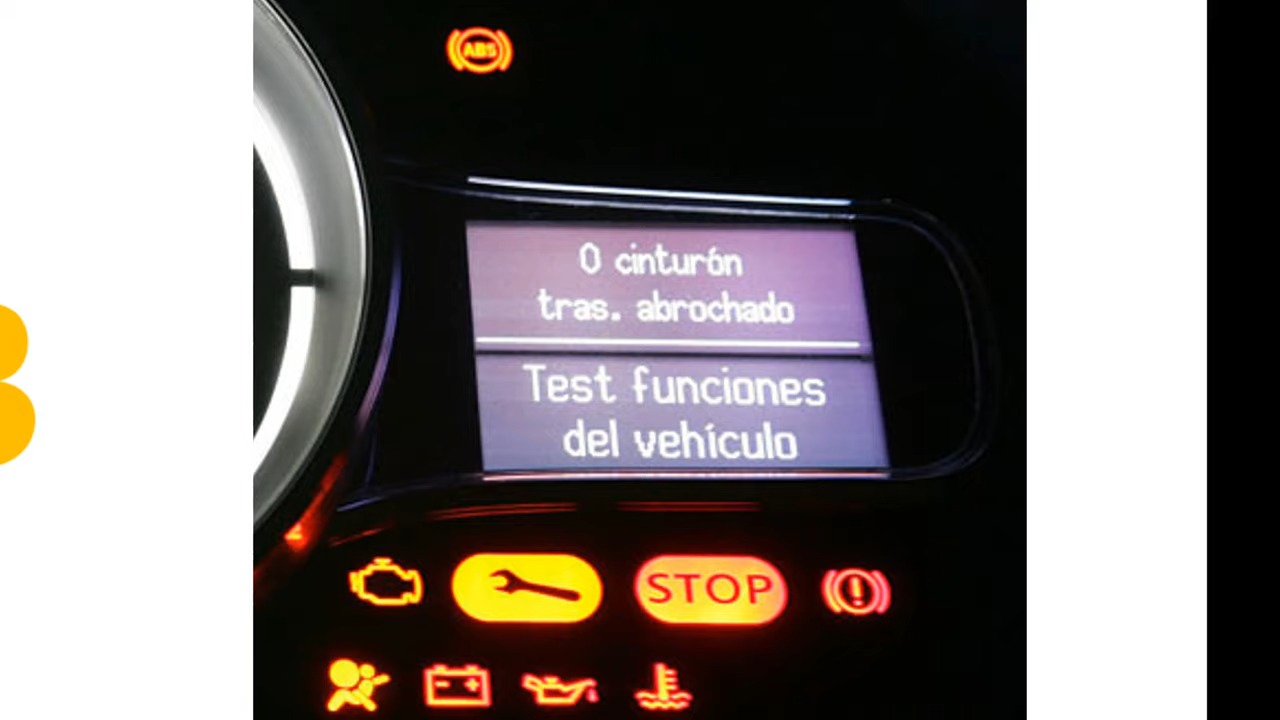 ABS
0 cinturón
tras. abrochado
Test funciones
del vehículo
STOP